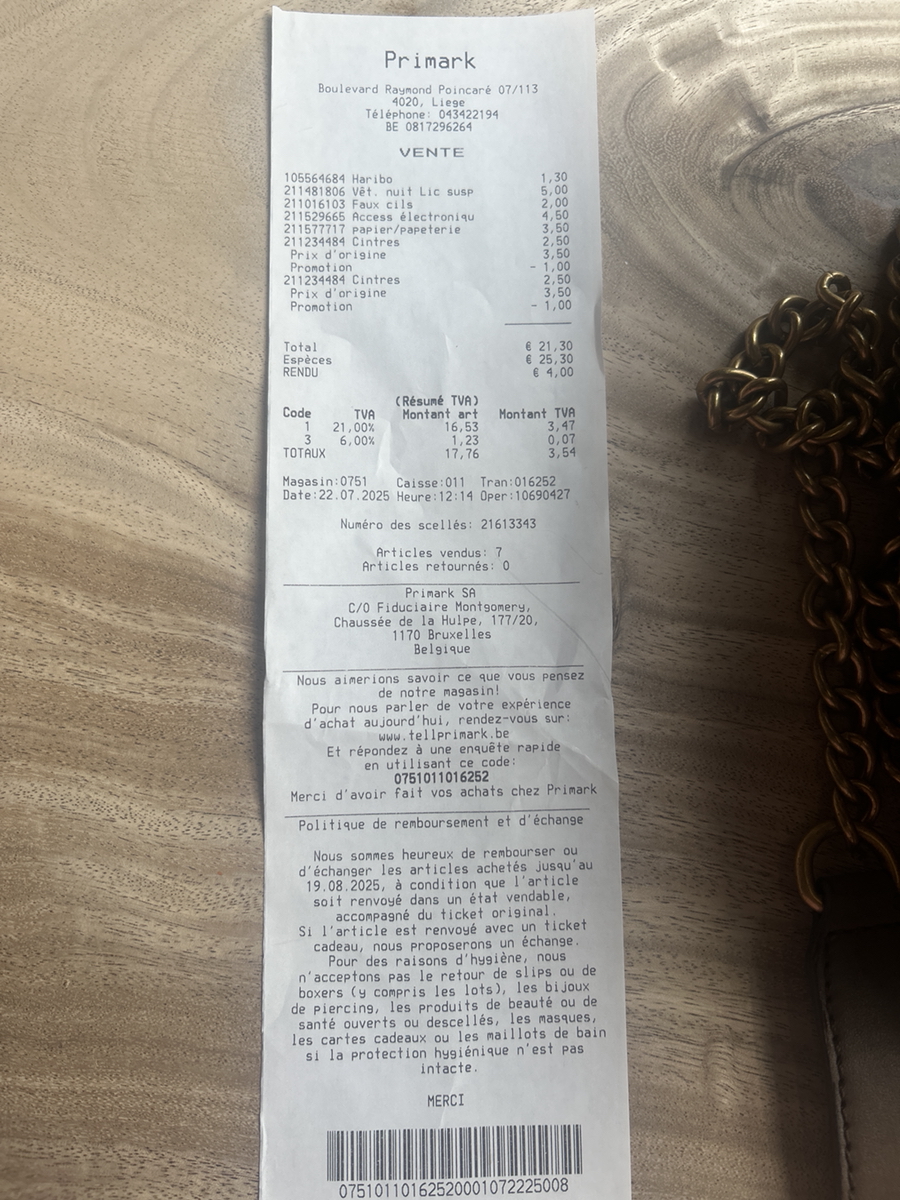 Primark
Boulevard Raymond Poincaré 07/113
4020, Liege
Téléphone: 043422194
BE 0817296264
VENTE
105564684 Haribo 1,30
211481806 Vêt. nuit Lic susp 5,00
211016103 Faux cils 2,00
211529665 Access électroniqu 4,50
211577717 papier/papeterie 3,50
211234484 Cintres 2,50
Prix d'origine 3,50
Promotion - 1,00
211234484 Cintres 2,50
Prix d'origine 3,50
Promotion - 1,00
Total € 21,30
Espèces € 25,30
RENDU € 4,00
(Résumé TVA)
Code TVA Montant art Montant TVA
1 21,00% 16,53 3,47
3 6,00% 1,23 0,07
TOTAUX 17,76 3,54
Magasin:0751 Caisse:011 Tran:016252
Date:22.07.2025 Heure:12:14 Oper:10690427
Numéro des scellés: 21613343
Articles vendus: 7
Articles retournés: 0
Primark SA
C/O Fiduciaire Montgomery,
Chaussée de la Hulpe, 177/20,
1170 Bruxelles
Belgique
Nous aimerions savoir ce que vous pensez
de notre magasin!
Pour nous parler de votre expérience
d'achat aujourd'hui, rendez-vous sur:
www.tellprimark.be
Et répondez à une enquête rapide
en utilisant ce code:
0751011016252
Merci d'avoir fait vos achats chez Primark
Politique de remboursement et d'échange
Nous sommes heureux de rembourser ou
d'échanger les articles achetés jusqu'au
19.08.2025, à condition que l'article
soit renvoyé dans un état vendable,
accompagné du ticket original.
Si l'article est renvoyé avec un ticket
cadeau, nous proposerons un échange.
Pour des raisons d'hygiène, nous
n'acceptons pas le retour de slips ou de
boxers (y compris les lots), les bijoux
de piercing, les produits de beauté ou de
santé ouverts ou descellés, les masques,
les cartes cadeaux ou les maillots de bain
si la protection hygiénique n'est pas
intacte.
MERCI
07510110162520001072225008